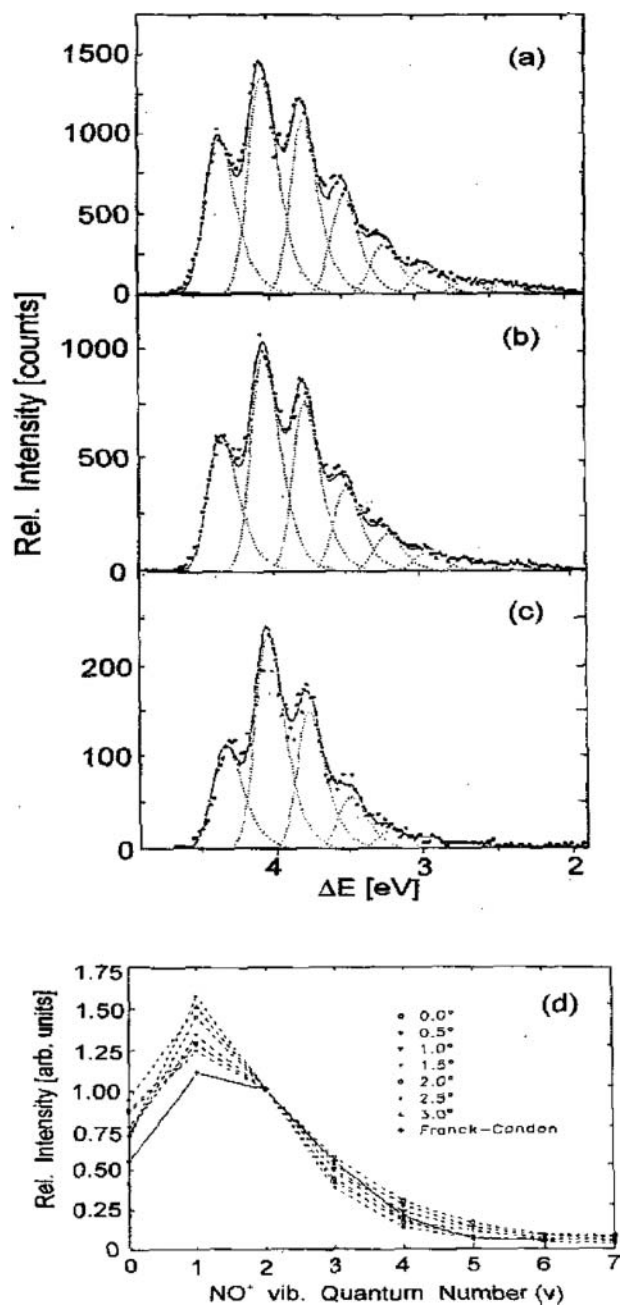 (a)
1500
1000
500
0
(b)
1000
500
0
(c)
200
100
0
4
3
2
ΔE [eV]
Rel. Intensity [counts]
(d)
1.75
1.50
1.25
1.00
0.75
0.50
0.25
0
Rel. Intensity [arb. units]
0.0°
0.5°
1.0°
1.5°
2.0°
2.5°
3.0°
Franck-Condon
0 1 2 3 4 5 6 7
NO⁺ vib. Quantum Number (v)